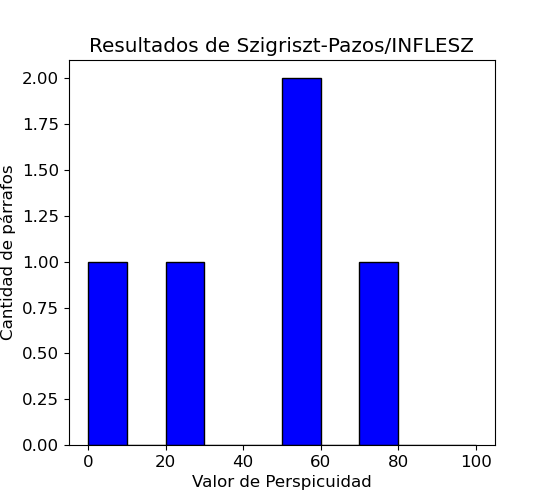 Resultados de Szigriszt-Pazos/INFLESZ
2.00
1.75
1.50
1.25
1.00
0.75
0.50
0.25
0.00
Cantidad de párrafos
0 20 40 60 80 100
Valor de Perspicuidad